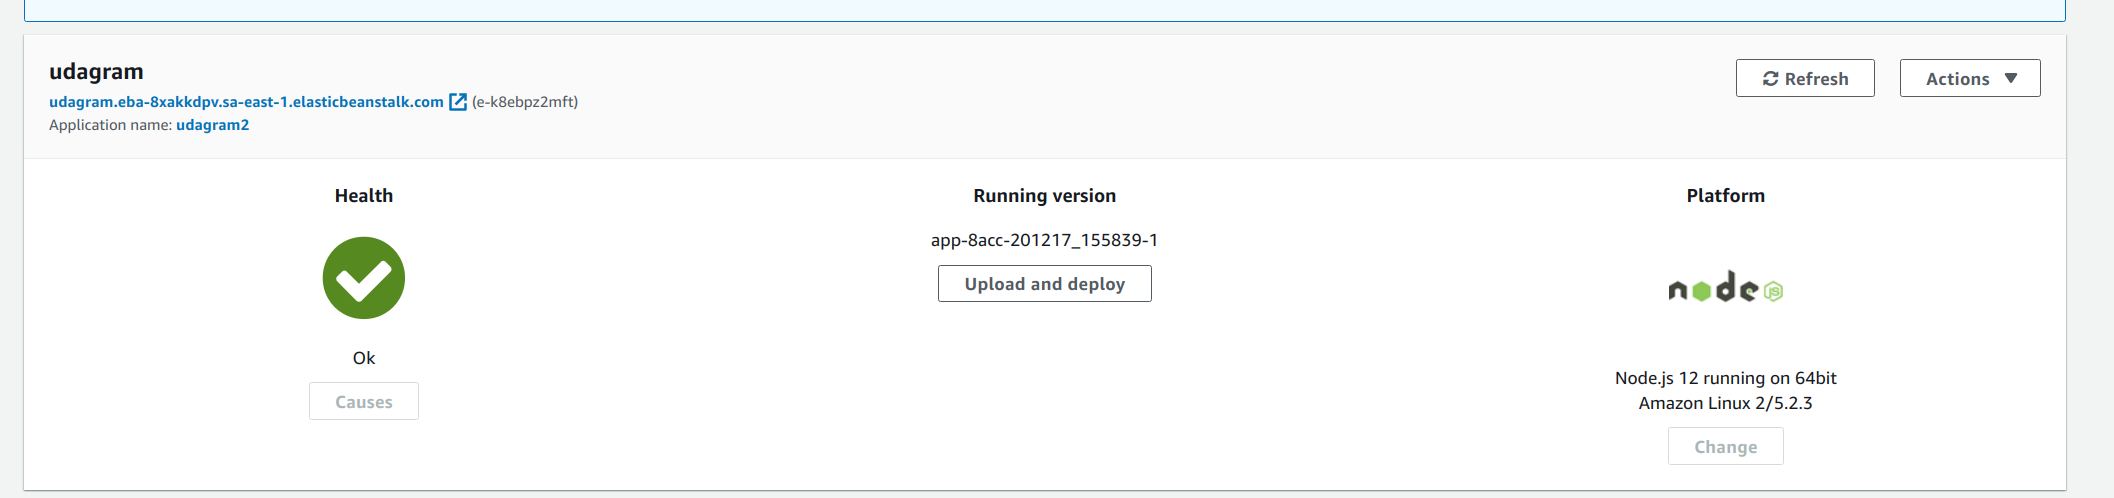 udagram
Refresh
Actions
udagram.eba-8xakkdpv.sa-east-1.elasticbeanstalk.com (e-k8ebpz2mft)
Application name: udagram2
Health
Ok
Causes
Running version
app-8acc-201217_155839-1
Upload and deploy
Platform
node JS
Node.js 12 running on 64bit
Amazon Linux 2/5.2.3
Change